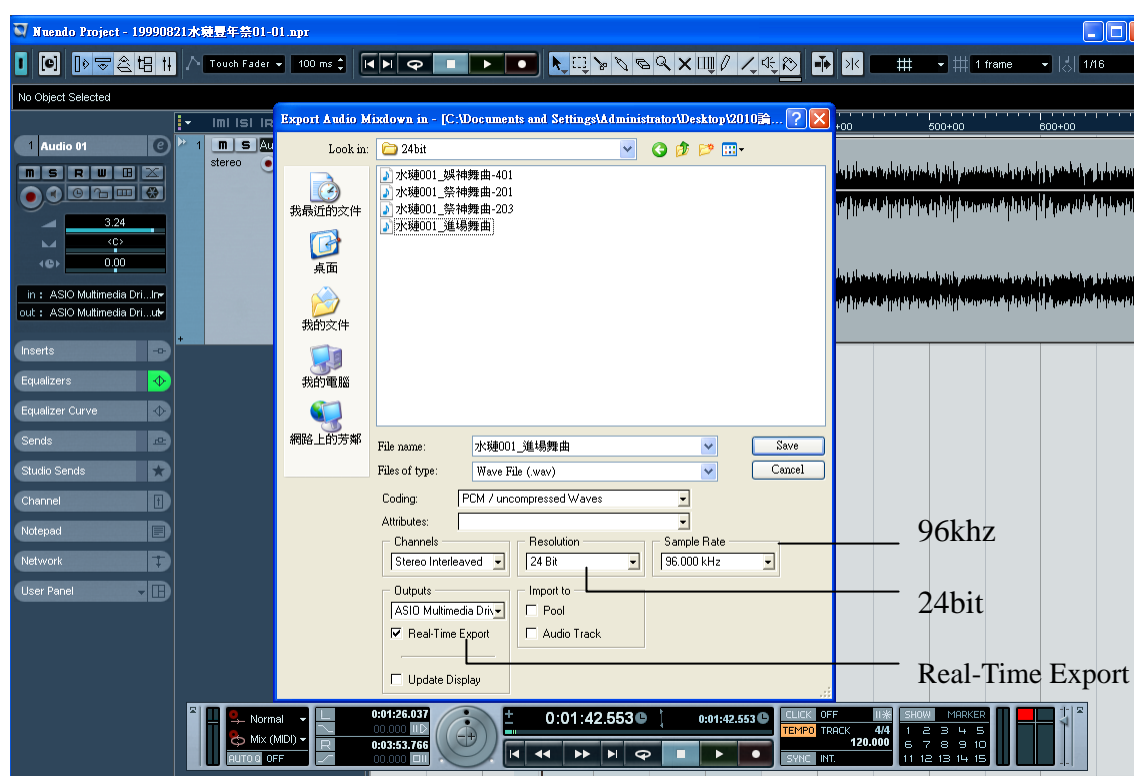 Nuendo Project - 19990821水璉豐年祭01-01.npr
Touch Fader
100 ms
1 frame
1/16
No Object Selected
Export Audio Mixdown in - [C:\Documents and Settings\Administrator\Desktop\2010論...
+00
500+00
600+00
1 Audio 01
e
1 m S Au
stereo
m S R W
Look in:
24bit
水璉001_娛神舞曲-401
水璉001_祭神舞曲-201
水璉001_祭神舞曲-203
水璉001_進場舞曲
我最近的文件
桌面
我的文件
我的電腦
網路上的芳鄰
3.24
<C>
0.00
in : ASIO Multimedia Dri...In
out : ASIO Multimedia Dri...ut
Inserts
Equalizers
Equalizer Curve
Sends
Studio Sends
Channel
Notepad
Network
User Panel
File name:
水璉001_進場舞曲
Save
Files of type:
Wave File (.wav)
Cancel
Coding:
PCM / uncompressed Waves
Attributes:
Channels
Stereo Interleaved
Resolution
24 Bit
Sample Rate
96.000 kHz
96khz
Outputs
ASIO Multimedia Driv
Import to
Pool
24bit
Real-Time Export
Audio Track
Update Display
Real-Time Export
Normal
Mix (MIDI)
AUTO Q OFF
L
0:01:26.037
00.000
R
0:03:53.766
00.000
0:01:42.553
0:01:42.553
CLICK OFF
TEMPO TRACK 4/4
120.000
SYNC INT.
SHOW MARKER
1 2 3 4 5
6 7 8 9 10
11 12 13 14 15